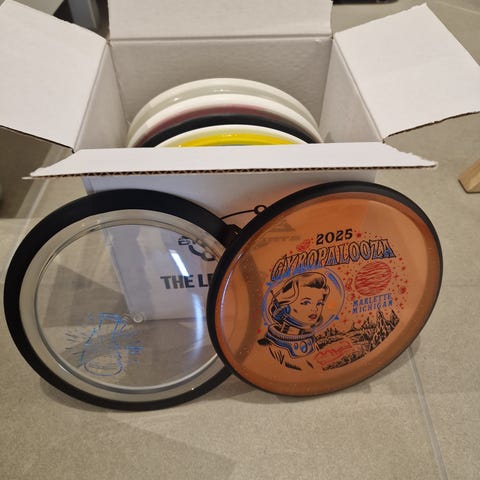 THE L
2025
GYROPALOOZA
MARLETTE
MICHIGAN